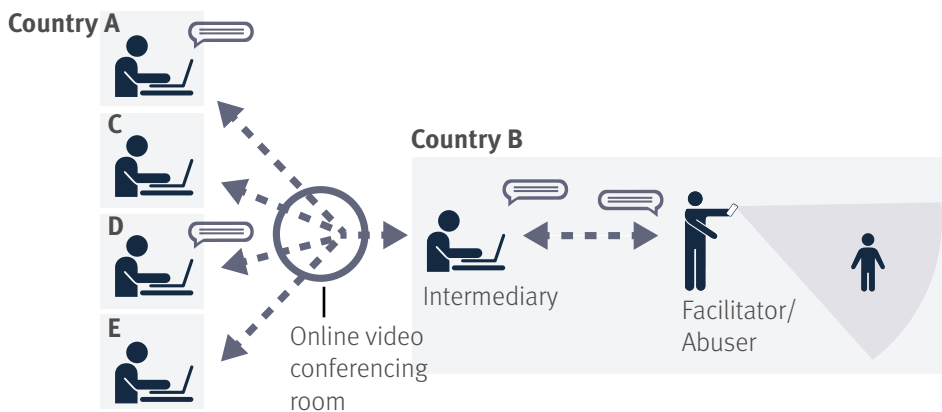 Country A
C
D
E
Country B
Intermediary
Facilitator/
Abuser
Online video
conferencing
room